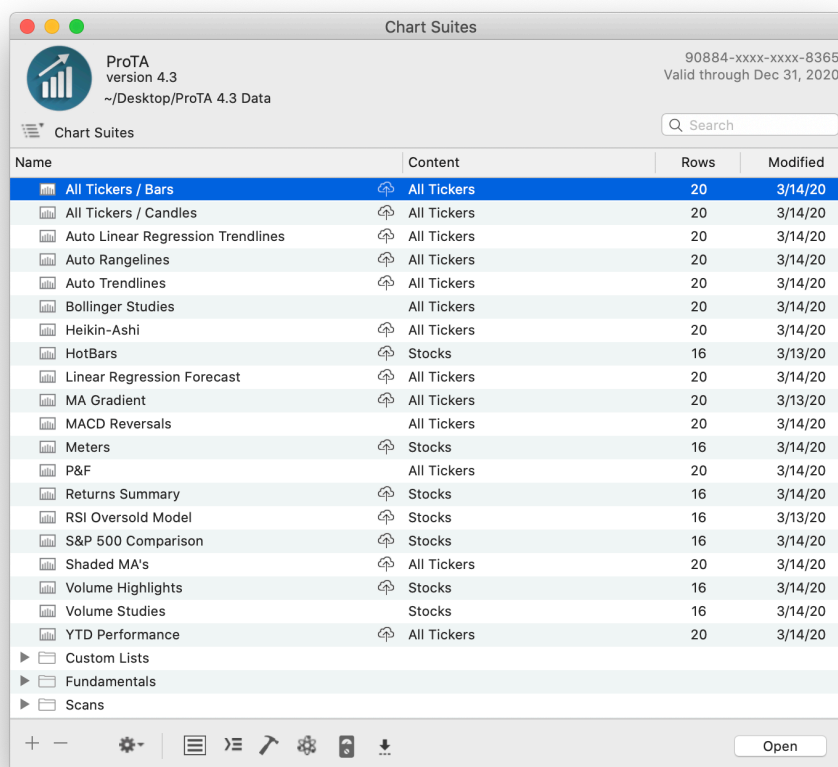 Chart Suites
ProTA
version 4.3
~/Desktop/ProTA 4.3 Data
90884-xxxx-xxxx-8365
Valid through Dec 31, 2020
Chart Suites
Search
Name Content Rows Modified
All Tickers / Bars All Tickers 20 3/14/20
All Tickers / Candles All Tickers 20 3/14/20
Auto Linear Regression Trendlines All Tickers 20 3/14/20
Auto Rangelines All Tickers 20 3/14/20
Auto Trendlines All Tickers 20 3/14/20
Bollinger Studies All Tickers 20 3/14/20
Heikin-Ashi All Tickers 20 3/14/20
HotBars Stocks 16 3/13/20
Linear Regression Forecast All Tickers 20 3/14/20
MA Gradient All Tickers 20 3/13/20
MACD Reversals All Tickers 20 3/14/20
Meters Stocks 16 3/14/20
P&F All Tickers 20 3/14/20
Returns Summary Stocks 16 3/14/20
RSI Oversold Model Stocks 16 3/13/20
S&P 500 Comparison Stocks 16 3/14/20
Shaded MA's All Tickers 20 3/14/20
Volume Highlights Stocks 16 3/14/20
Volume Studies Stocks 16 3/14/20
YTD Performance All Tickers 20 3/14/20
Custom Lists
Fundamentals
Scans
Open